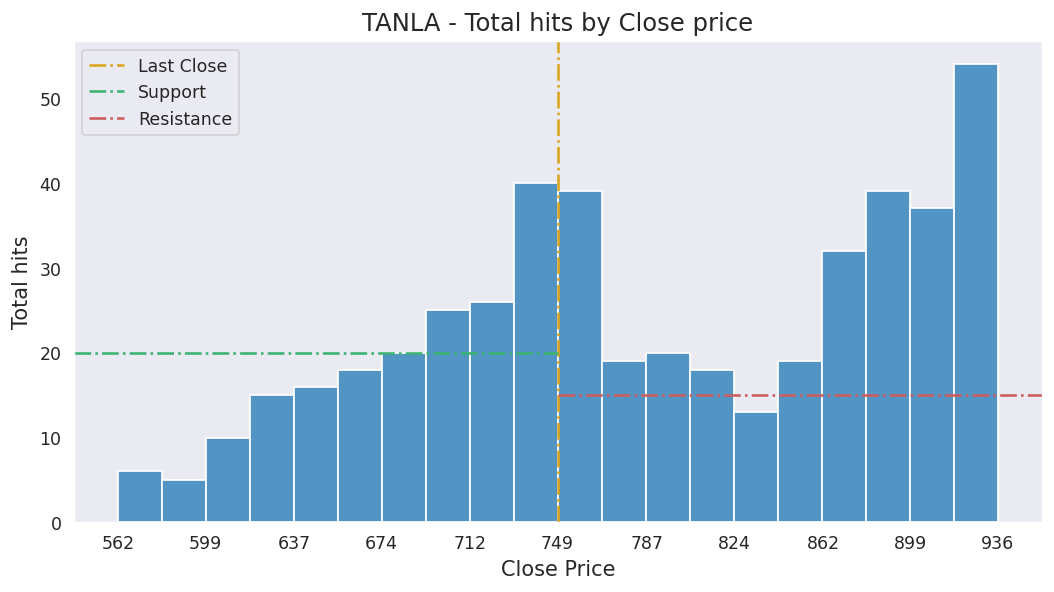 TANLA - Total hits by Close price
Last Close
Support
Resistance
Total hits
50
40
30
20
10
0
562 599 637 674 712 749 787 824 862 899 936
Close Price